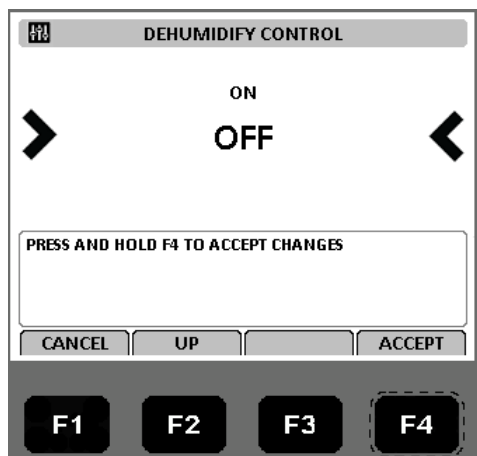 DEHUMIDIFY CONTROL
ON
OFF
PRESS AND HOLD F4 TO ACCEPT CHANGES
CANCEL UP ACCEPT
F1 F2 F3 F4